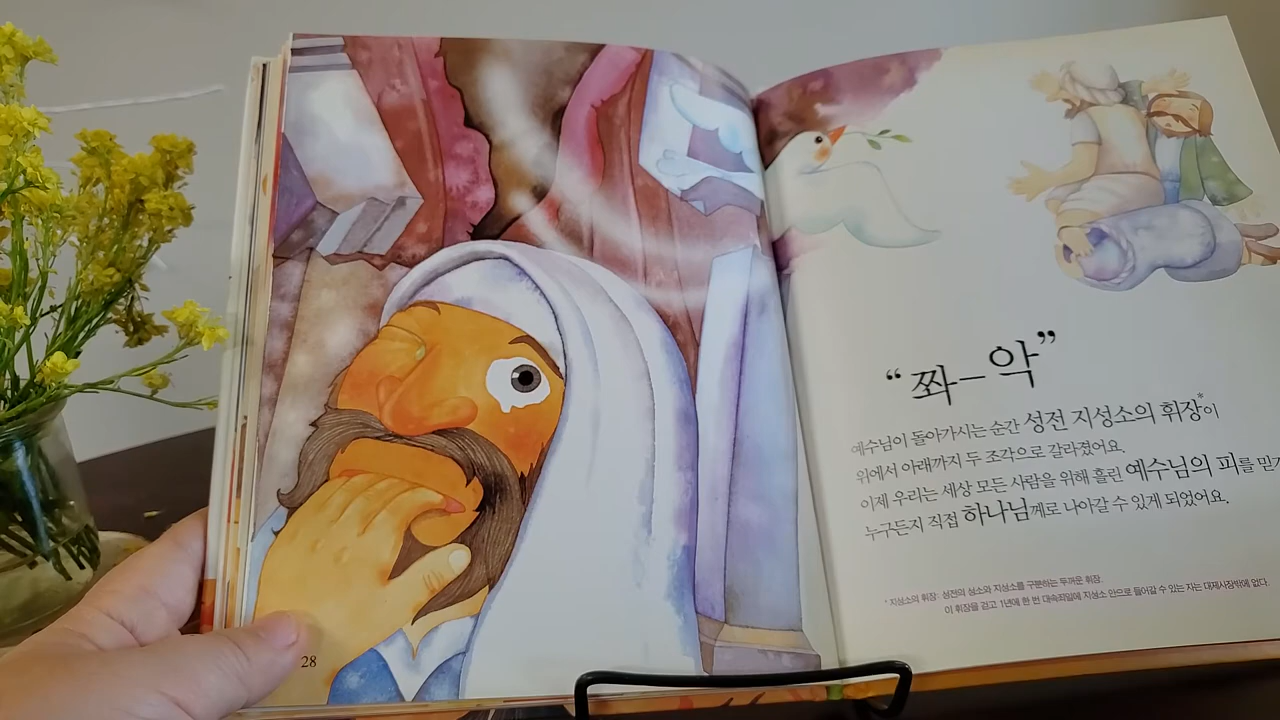 “쫘–악”
예수님이 돌아가시는 순간 성전 지성소의 휘장*이
위에서 아래까지 두 조각으로 갈라졌어요.
이제 우리는 세상 모든 사람을 위해 흘린 예수님의 피를
누구든지 직접 하나님께로 나아갈 수 있게 되었어요.
* 지성소의 휘장: 성전의 성소와 지성소를 구분하는 두꺼운 휘장.
이 휘장을 걷고 1년에 한 번 대속죄일에 지성소 안으로 들어갈 수 있는 자는 대제사장밖에 없다.
28